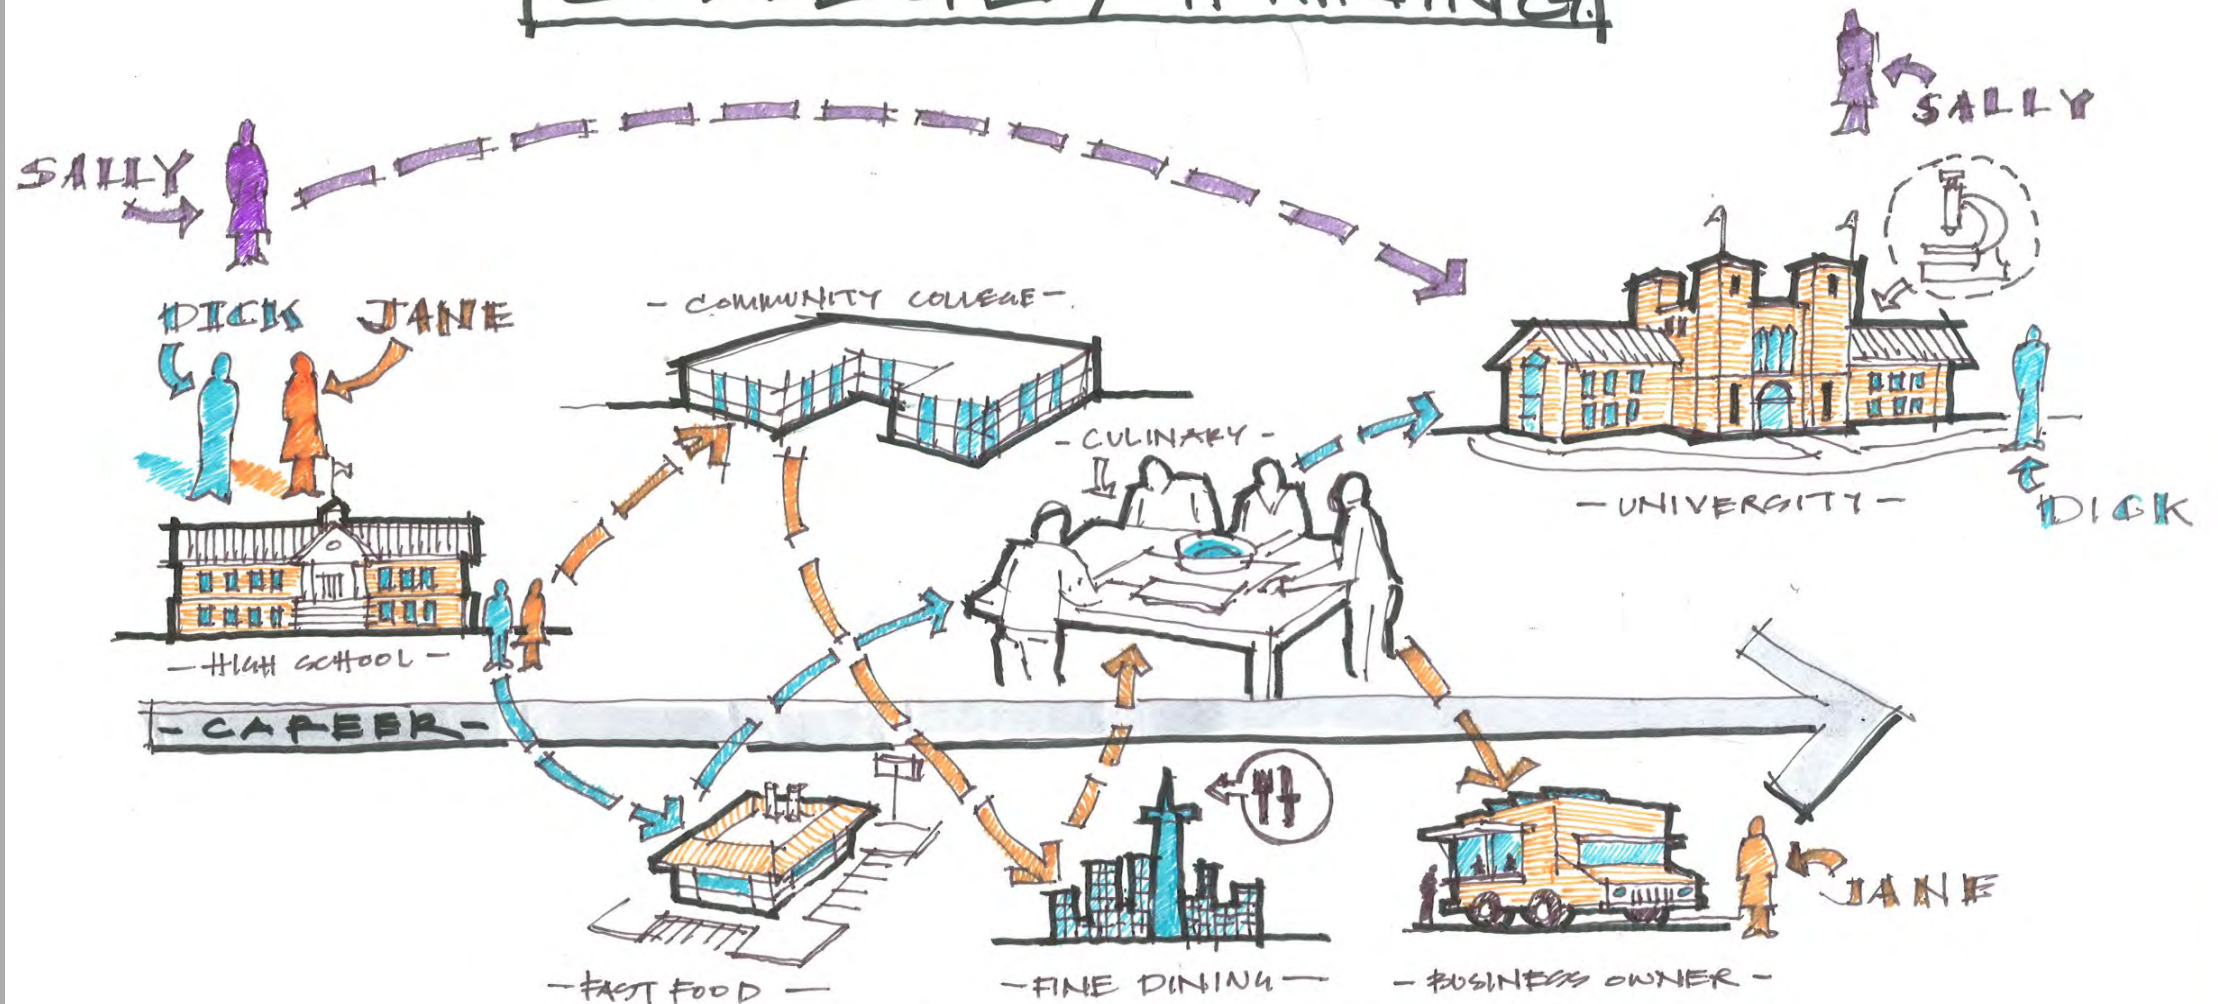 SALLY
SALLY
DICK
JANE
- COMMUNITY COLLEGE -
- CULINARY -
- UNIVERSITY -
DICK
- HIGH SCHOOL -
- CAREER -
JANE
- FAST FOOD -
- FINE DINING -
- BUSINESS OWNER -